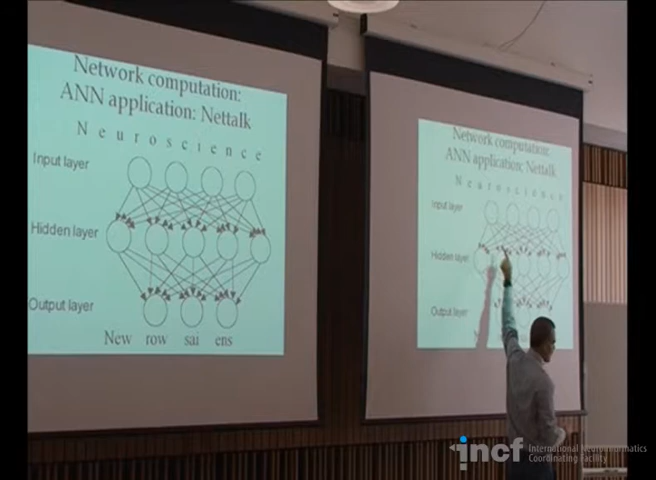 Network computation:
ANN application: Nettalk
N e u r o s c i e n c e
Input layer
Hidden layer
Output layer
New row sai ens
Network computation:
ANN application: Nettalk
N e u r o s c i e n c e
Input layer
Hidden layer
Output layer
incf International Neuroinformatics
Coordinating Facility